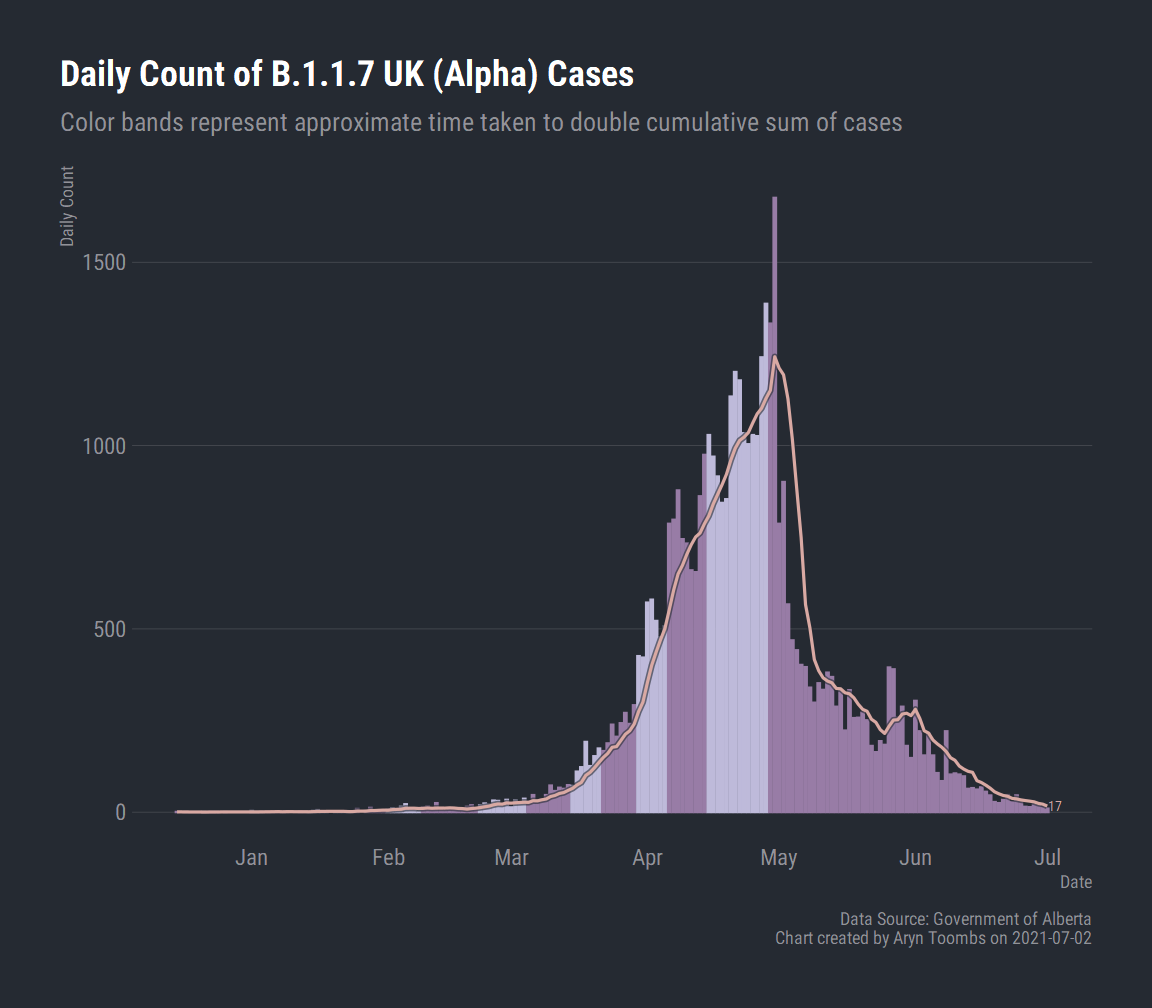 Daily Count of B.1.1.7 UK (Alpha) Cases
Color bands represent approximate time taken to double cumulative sum of cases
Daily Count
1500
1000
500
0
17
Jan Feb Mar Apr May Jun Jul
Date
Data Source: Government of Alberta
Chart created by Aryn Toombs on 2021-07-02